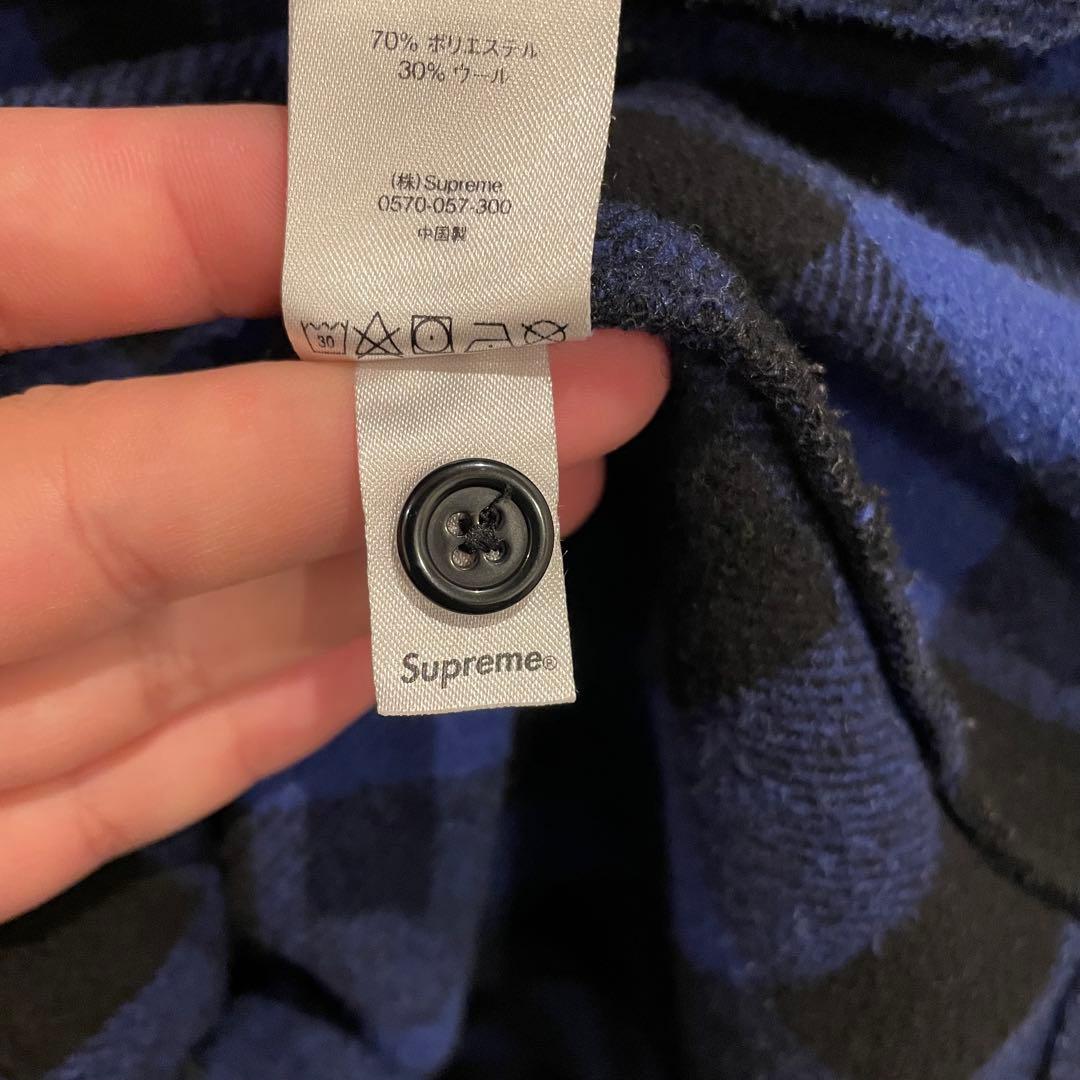 70% ポリエステル
30% ウール
(株)Supreme
0570-057-300
中国製
30
Supreme®